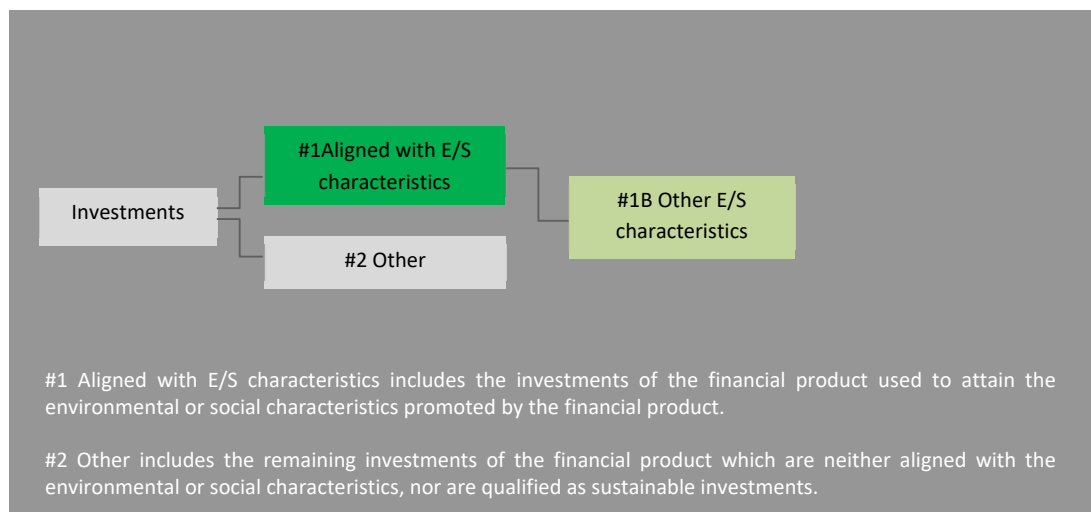 #1Aligned with E/S
characteristics
Investments
#1B Other E/S
characteristics
#2 Other
#1 Aligned with E/S characteristics includes the investments of the financial product used to attain the
environmental or social characteristics promoted by the financial product.
#2 Other includes the remaining investments of the financial product which are neither aligned with the
environmental or social characteristics, nor are qualified as sustainable investments.